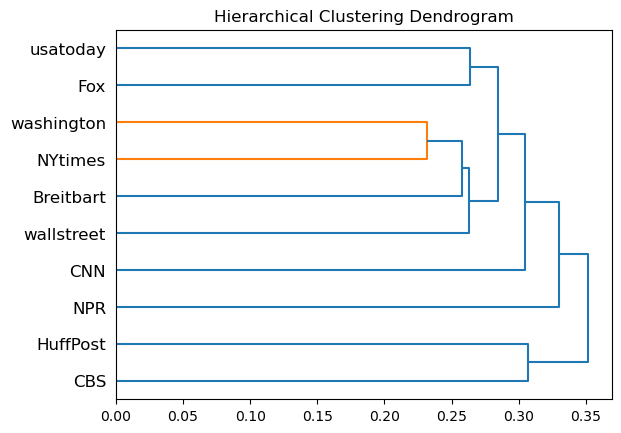 Hierarchical Clustering Dendrogram
usatoday
Fox
washington
NYtimes
Breitbart
wallstreet
CNN
NPR
HuffPost
CBS
0.00 0.05 0.10 0.15 0.20 0.25 0.30 0.35